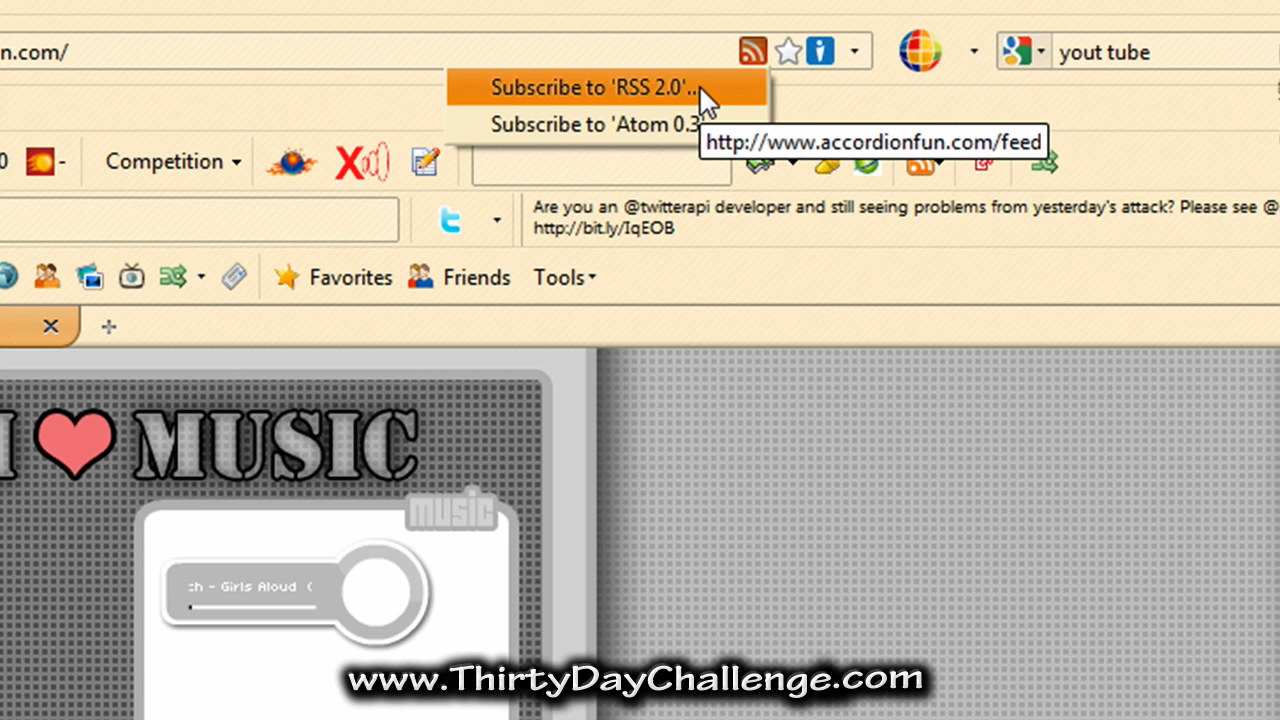 n.com/
yout tube
Subscribe to 'RSS 2.0'...
Subscribe to 'Atom 0.3'
http://www.accordionfun.com/feed
0
Competition
X
Are you an @twitterapi developer and still seeing problems from yesterday's attack? Please see @
http://bit.ly/IqEOB
Favorites
Friends
Tools
I MUSIC
music
ch - Girls Aloud (
www.ThirtyDayChallenge.com